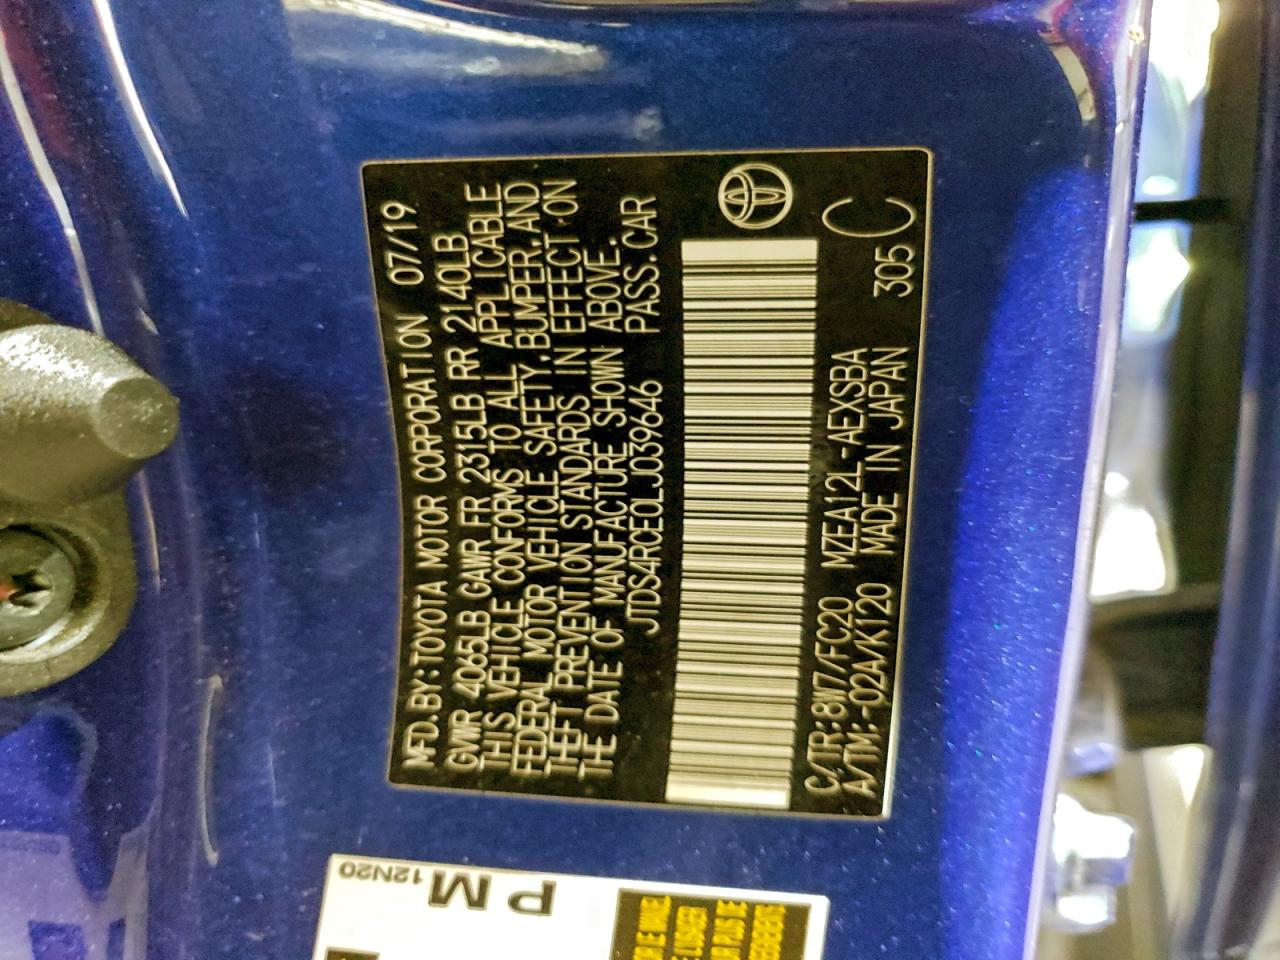 MFD.BY:TOYOTA MOTOR CORPORATION 07/19
GVWR 4065LB GAWR FR 2315LB RR 2140LB
THIS VEHICLE CONFORMS TO ALL APPLICABLE
FEDERAL MOTOR VEHICLE SAFETY,BUMPER,AND
THEFT PREVENTION STANDARDS IN EFFECT ON
THE DATE OF MANUFACTURE SHOWN ABOVE.
JTDS4RCE0LJ039646 PASS.CAR
C/TR:8W7/FC20 MZEA12L-AEXSBA
A/TM:-02A/K120 MADE IN JAPAN 305 C
PM
12N20